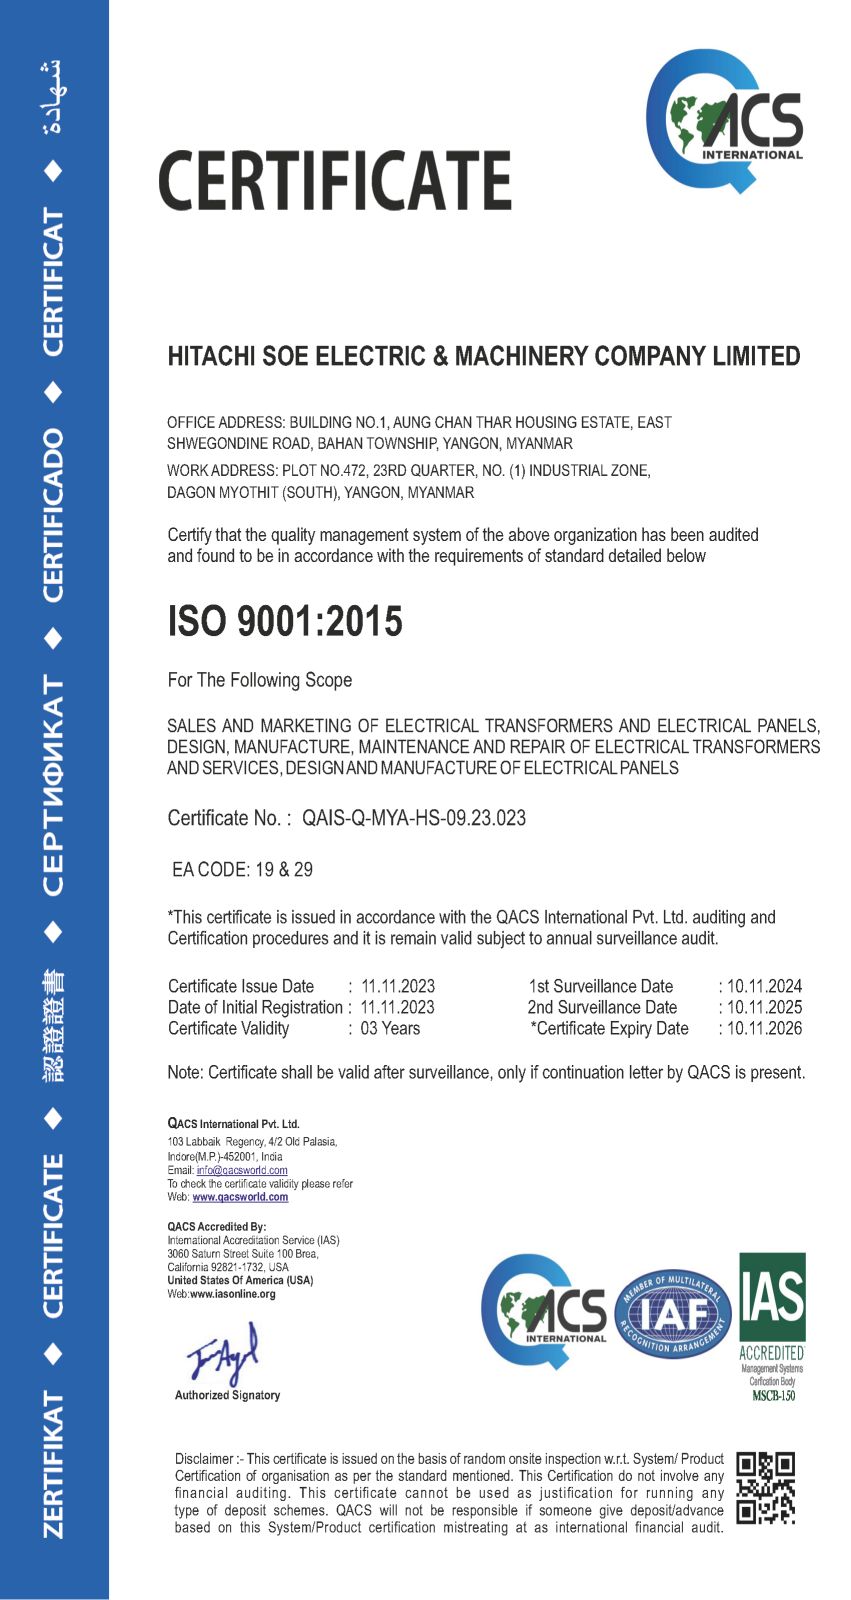 ACS
INTERNATIONAL
CERTIFICATE
HITACHI SOE ELECTRIC & MACHINERY COMPANY LIMITED
OFFICE ADDRESS: BUILDING NO.1, AUNG CHAN THAR HOUSING ESTATE, EAST
SHWEGONDINE ROAD, BAHAN TOWNSHIP, YANGON, MYANMAR
WORK ADDRESS: PLOT NO.472, 23RD QUARTER, NO. (1) INDUSTRIAL ZONE,
DAGON MYOTHIT (SOUTH), YANGON, MYANMAR
Certify that the quality management system of the above organization has been audited
and found to be in accordance with the requirements of standard detailed below
ISO 9001:2015
For The Following Scope
SALES AND MARKETING OF ELECTRICAL TRANSFORMERS AND ELECTRICAL PANELS,
DESIGN, MANUFACTURE, MAINTENANCE AND REPAIR OF ELECTRICAL TRANSFORMERS
AND SERVICES, DESIGN AND MANUFACTURE OF ELECTRICAL PANELS
Certificate No. : QAIS-Q-MYA-HS-09.23.023
EA CODE: 19 & 29
*This certificate is issued in accordance with the QACS International Pvt. Ltd. auditing and
Certification procedures and it is remain valid subject to annual surveillance audit.
Certificate Issue Date : 11.11.2023 1st Surveillance Date : 10.11.2024
Date of Initial Registration : 11.11.2023 2nd Surveillance Date : 10.11.2025
Certificate Validity : 03 Years *Certificate Expiry Date : 10.11.2026
Note: Certificate shall be valid after surveillance, only if continuation letter by QACS is present.
QACS International Pvt. Ltd.
103 Labbaik Regency, 4/2 Old Palasia,
Indore(M.P.)-452001, India
Email: info@qacsworld.com
To check the certificate validity please refer
Web: www.qacsworld.com
QACS Accredited By:
International Accreditation Service (IAS)
3060 Saturn Street Suite 100 Brea,
California 92821-1732, USA
United States Of America (USA)
Web:www.iasonline.org
Authorized Signatory
ACS
INTERNATIONAL
MEMBER OF MULTILATERAL
IAF
RECOGNITION ARRANGEMENT
IAS
ACCREDITED
Management Systems
Cerfication Body
MSCB-150
Disclaimer :- This certificate is issued on the basis of random onsite inspection w.r.t. System/ Product
Certification of organisation as per the standard mentioned. This Certification do not involve any
financial auditing. This certificate cannot be used as justification for running any
type of deposit schemes. QACS will not be responsible if someone give deposit/advance
based on this System/Product certification mistreating at as international financial audit.
ZERTIFIKAT ◆ CERTIFICATE ◆ 認證證書 ◆ СЕРТИФИКАТ ◆ CERTIFICADO ◆ CERTIFICAT ◆ شهادة